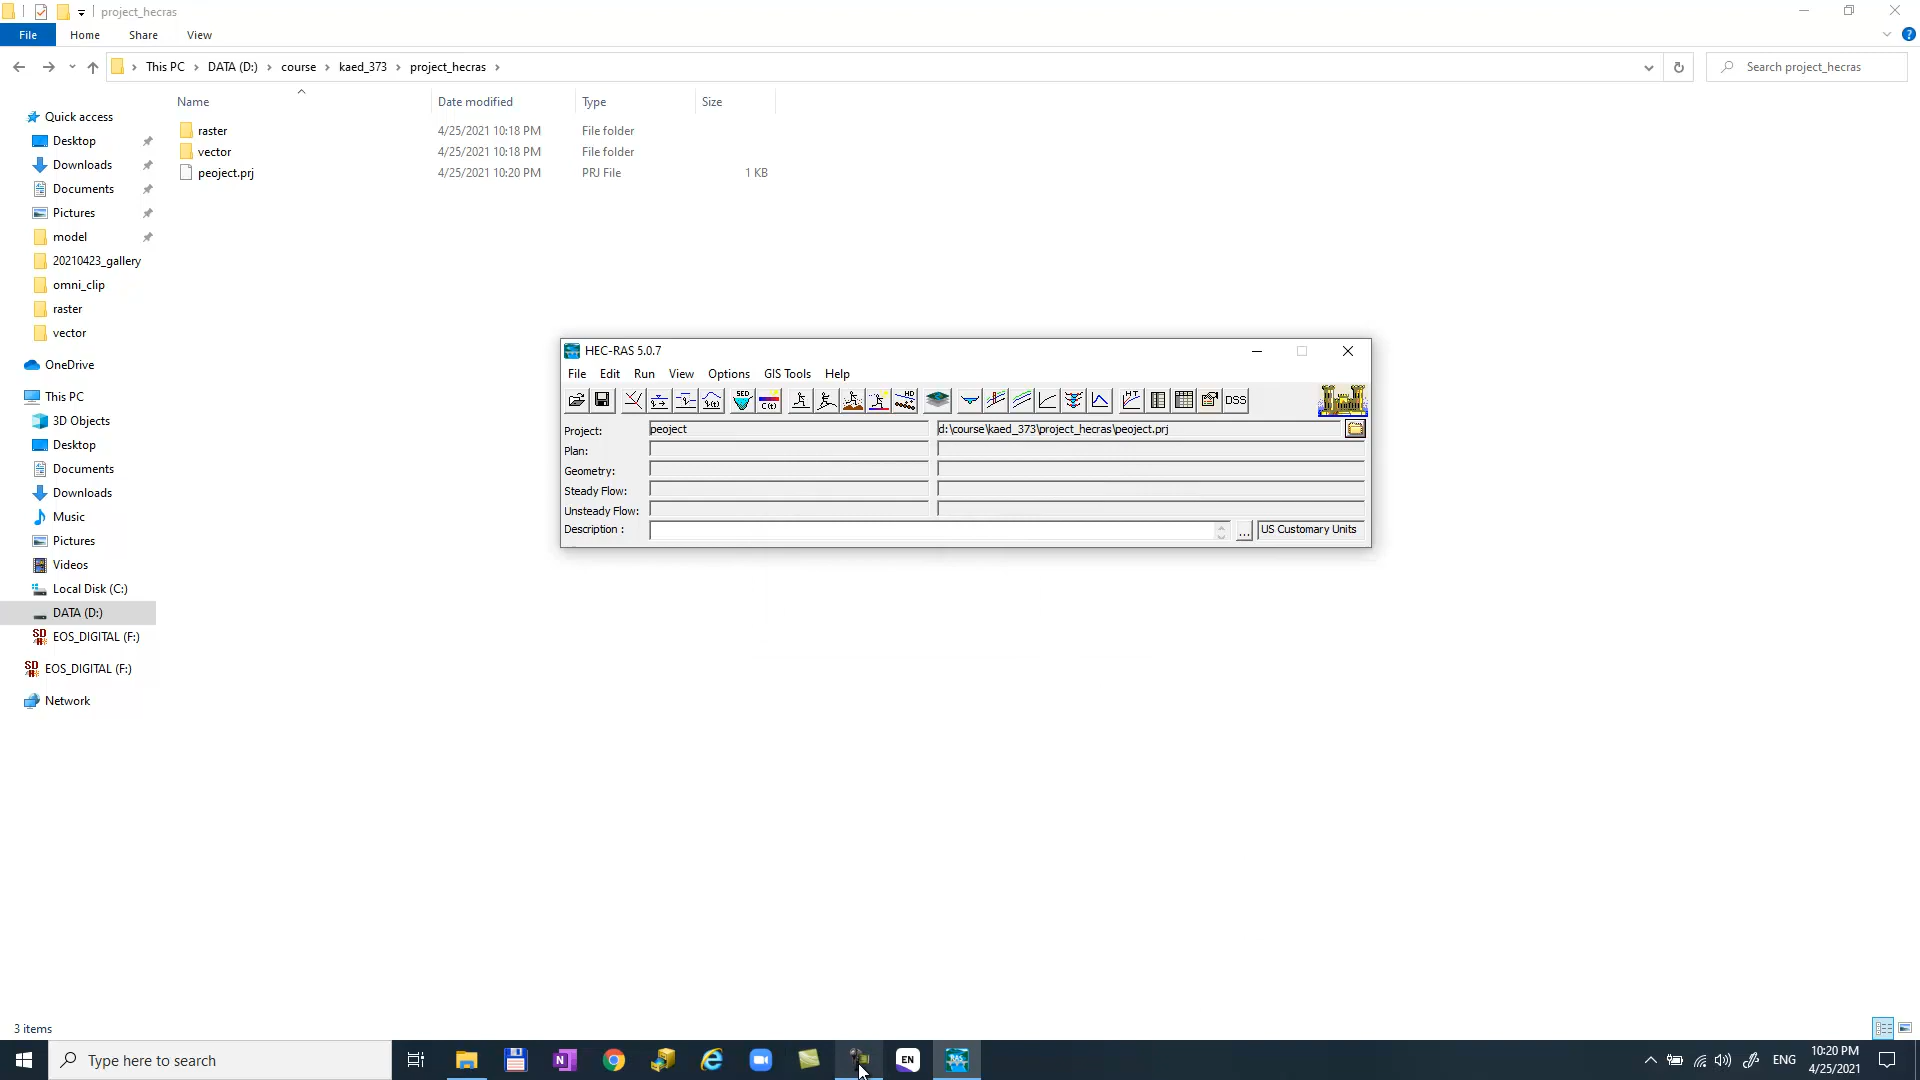 project_hecras
File Home Share View
This PC DATA (D:) course kaed_373 project_hecras
Search project_hecras
Name Date modified Type Size
raster 4/25/2021 10:18 PM File folder
vector 4/25/2021 10:18 PM File folder
peoject.prj 4/25/2021 10:20 PM PRJ File 1 KB
Quick access
Desktop
Downloads
Documents
Pictures
model
20210423_gallery
omni_clip
raster
vector
OneDrive
This PC
3D Objects
Desktop
Documents
Downloads
Music
Pictures
Videos
Local Disk (C:)
DATA (D:)
EOS_DIGITAL (F:)
EOS_DIGITAL (F:)
Network
HEC-RAS 5.0.7
File Edit Run View Options GIS Tools Help
DSS
Project: peoject d:\course\kaed_373\project_hecras\peoject.prj
Plan:
Geometry:
Steady Flow:
Unsteady Flow:
Description : ... US Customary Units
3 items
Type here to search
EN
RAS
ENG
10:20 PM
4/25/2021